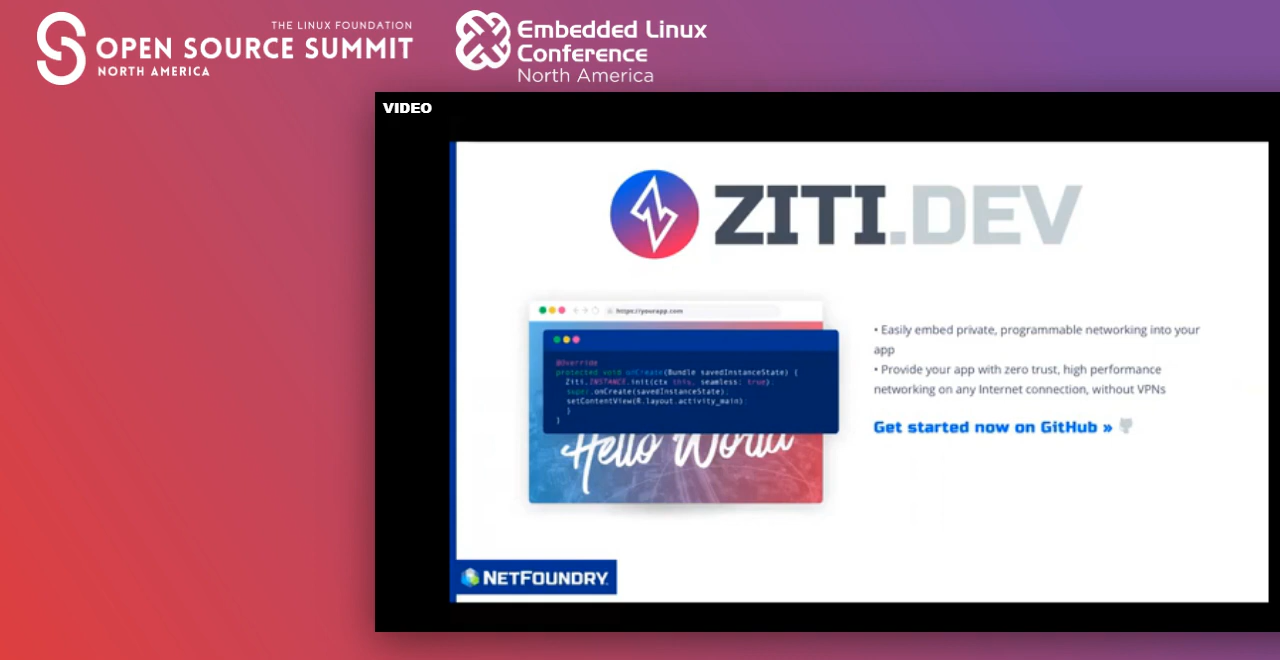 THE LINUX FOUNDATION
OPEN SOURCE SUMMIT
NORTH AMERICA
Embedded Linux
Conference
North America
VIDEO
ZITI.DEV
https://yourapp.com
@Override
protected void onCreate(Bundle savedInstanceState) {
Ziti.INSTANCE.init(ctx this, seamless: true);
super.onCreate(savedInstanceState);
setContentView(R.layout.activity_main);
}
}
Hello World
• Easily embed private, programmable networking into your
app
• Provide your app with zero trust, high performance
networking on any Internet connection, without VPNs
Get started now on GitHub »
NETFOUNDRY